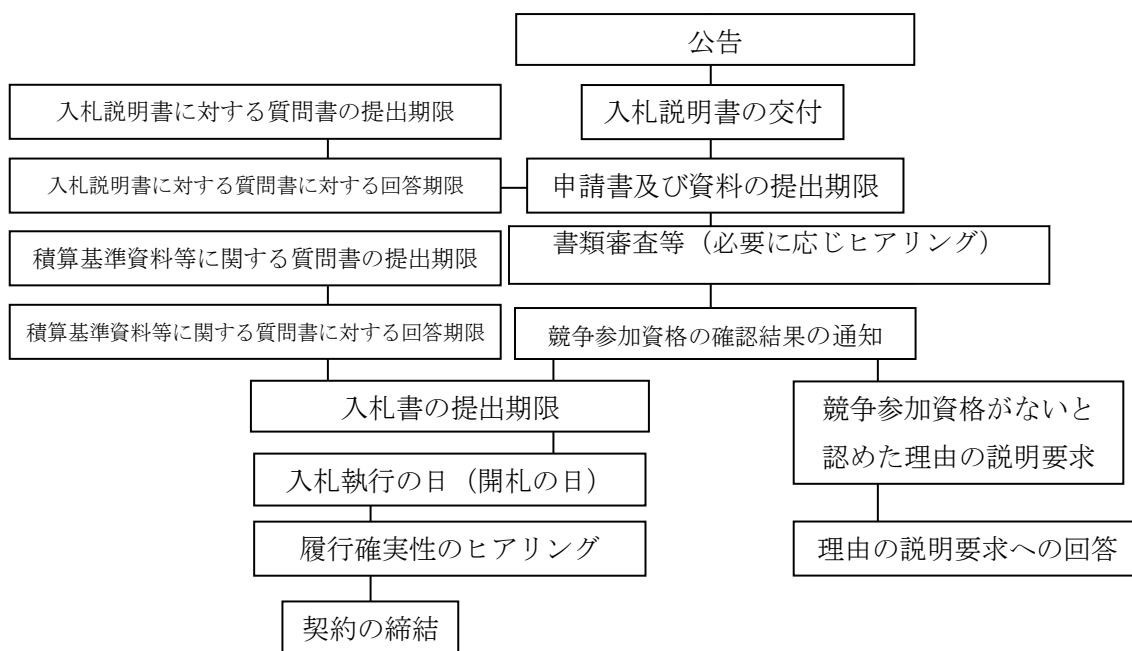 公告
入札説明書に対する質問書の提出期限
入札説明書の交付
入札説明書に対する質問書に対する回答期限
申請書及び資料の提出期限
書類審査等（必要に応じヒアリング）
積算基準資料等に関する質問書の提出期限
積算基準資料等に関する質問書に対する回答期限
競争参加資格の確認結果の通知
入札書の提出期限
競争参加資格がないと
認めた理由の説明要求
入札執行の日（開札の日）
履行確実性のヒアリング
理由の説明要求への回答
契約の締結